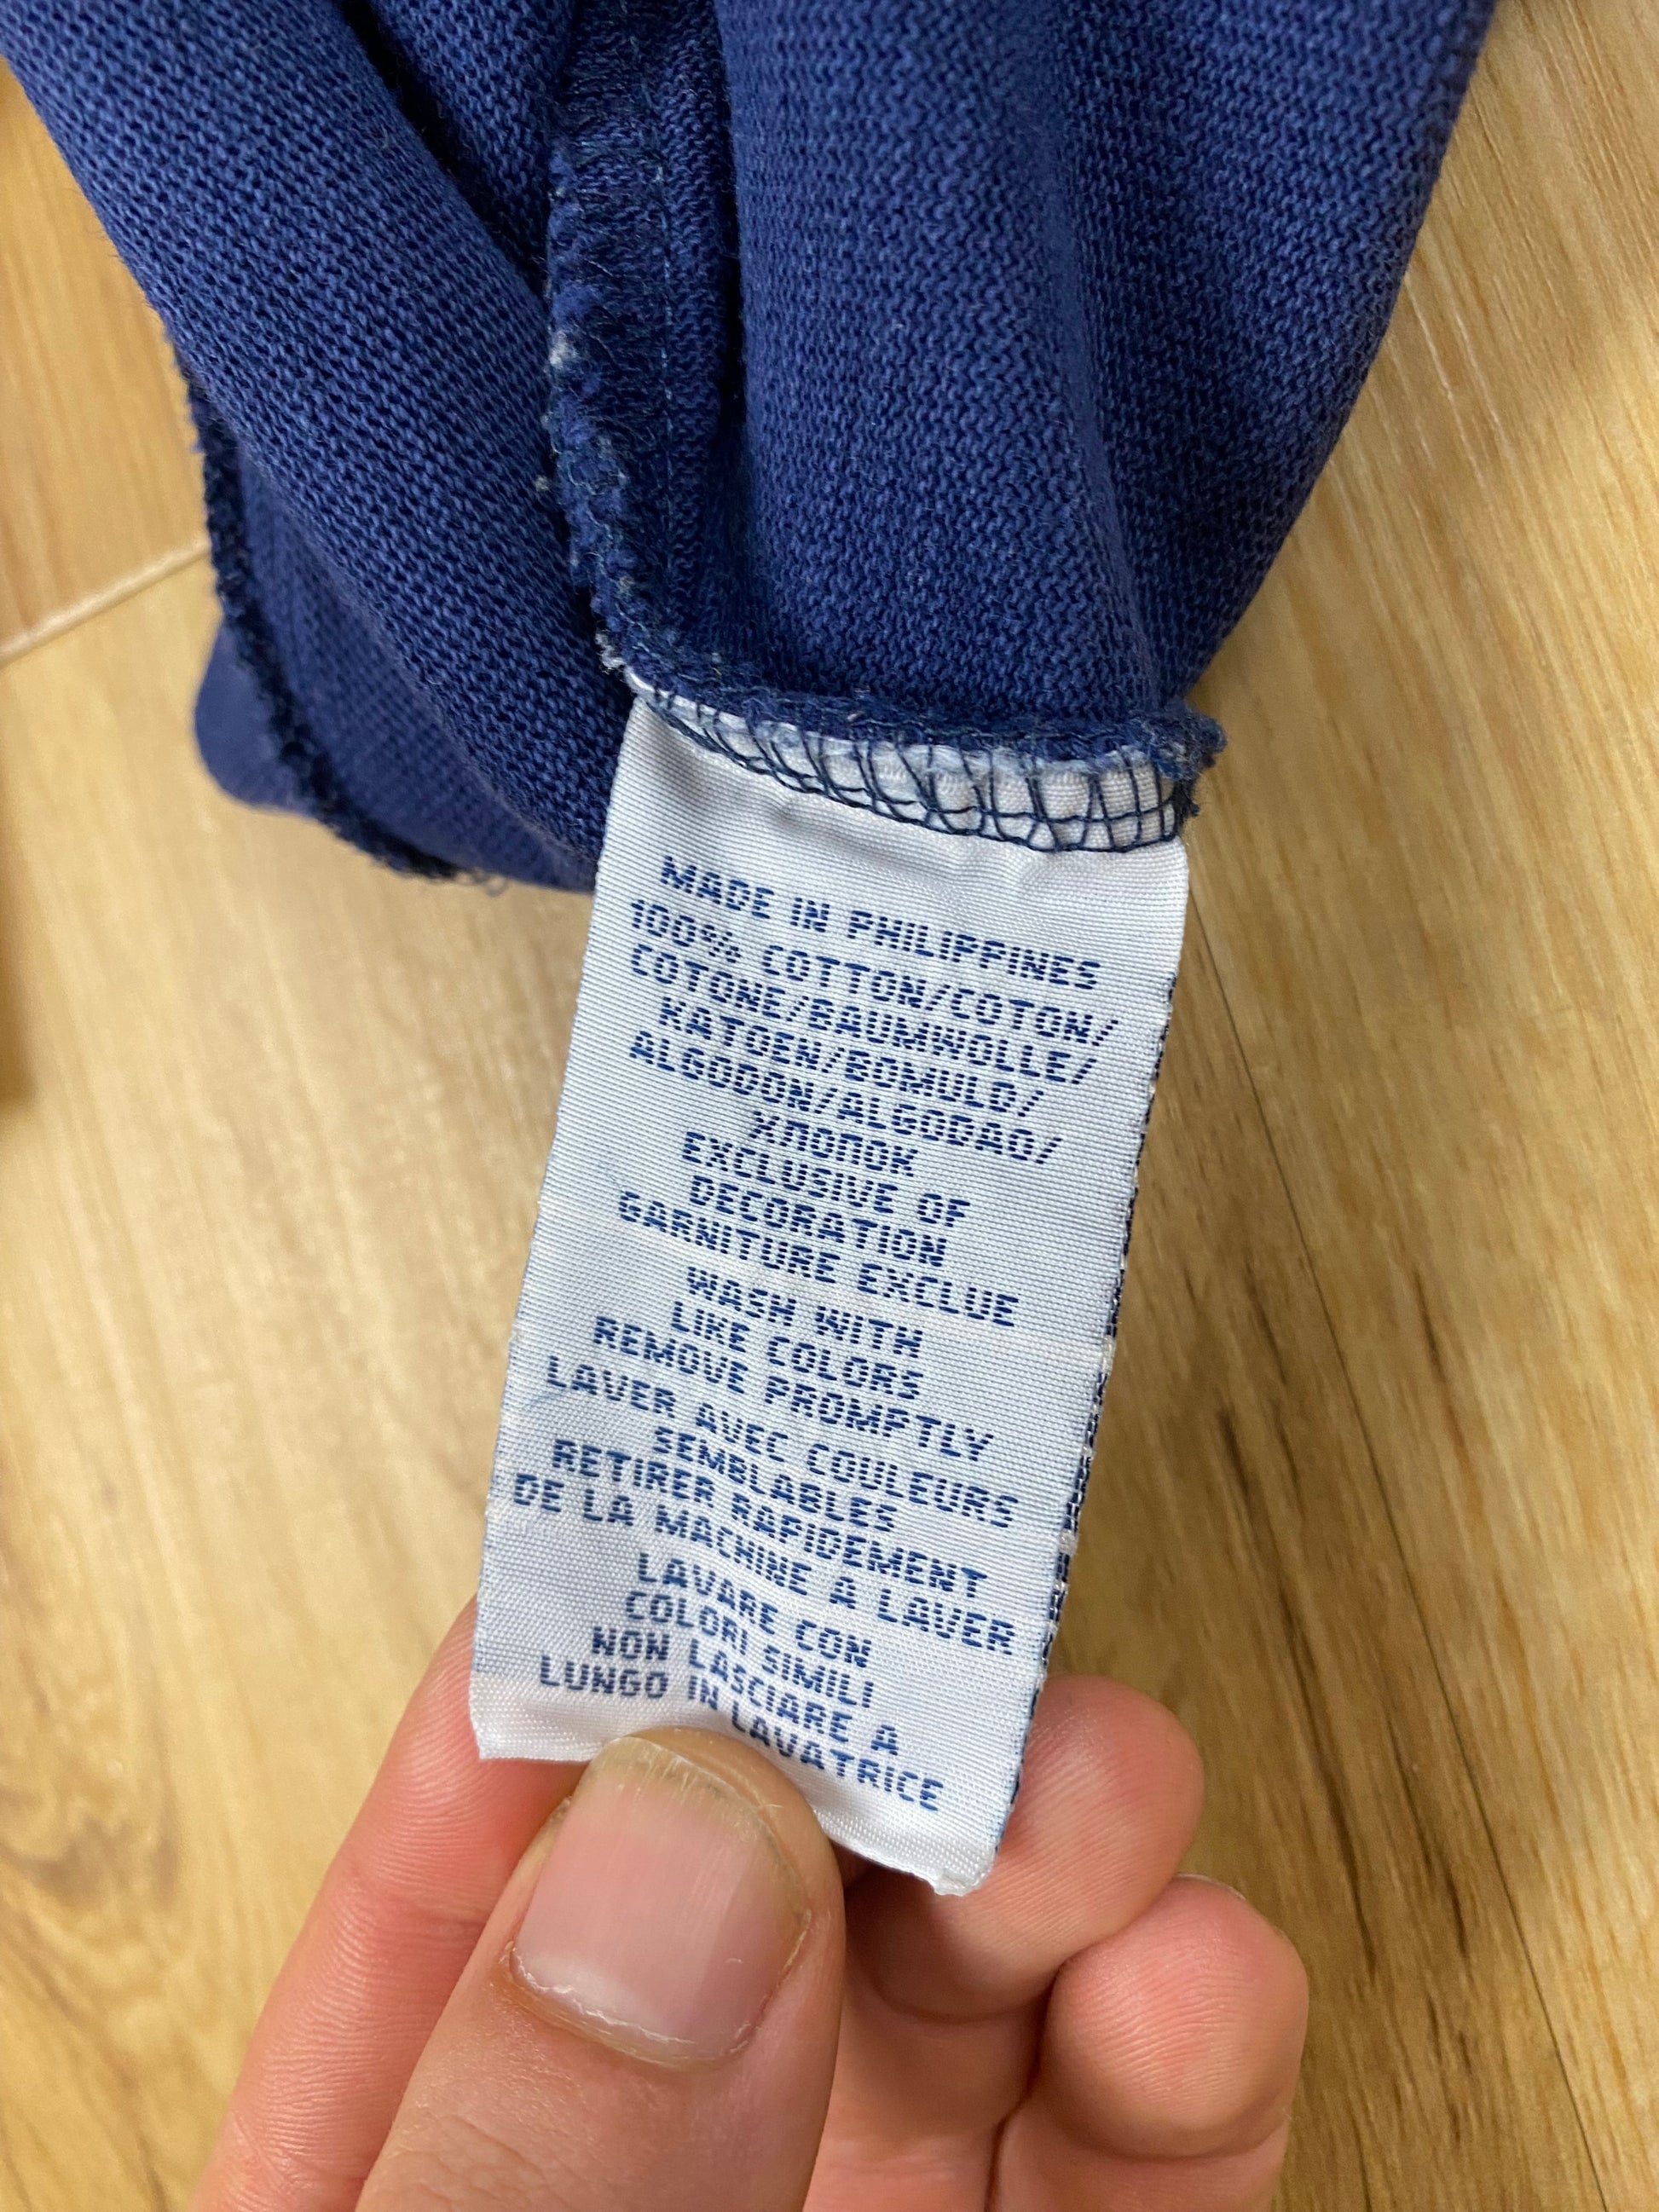 MADE IN PHILIPPINES
100% COTTON/COTON/
COTONE/BAUMWOLLE/
KATOEN/BOMULD/
ALGODON/ALGODAO/
ХЛОПОК
EXCLUSIVE OF
DECORATION
GARNITURE EXCLUE
WASH WITH
LIKE COLORS
REMOVE PROMPTLY
LAVER AVEC COULEURS
SEMBLABLES
RETIRER RAPIDEMENT
DE LA MACHINE A LAVER
LAVARE CON
COLORI SIMILI
NON LASCIARE A
LUNGO IN LAVATRICE